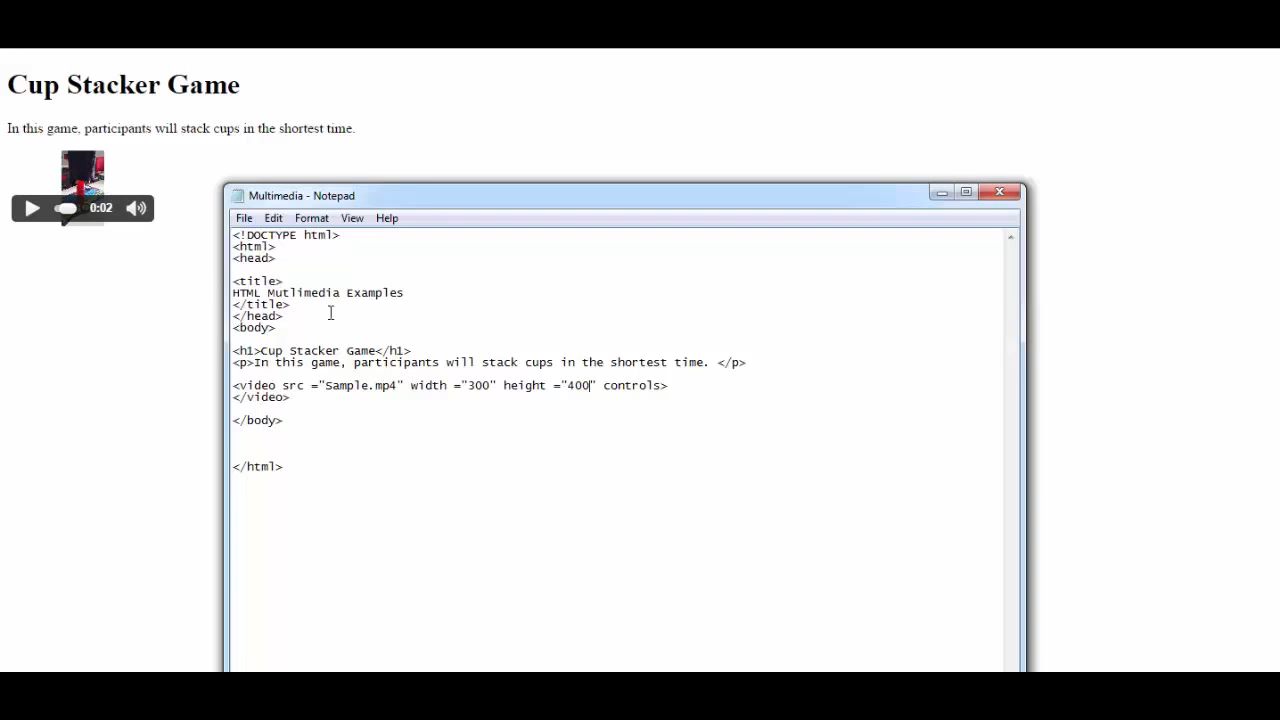 Cup Stacker Game
In this game, participants will stack cups in the shortest time.
0:02
Multimedia - Notepad
File Edit Format View Help
<!DOCTYPE html>
<html>
<head>
<title>
HTML Mutlimedia Examples
</title>
</head>
<body>
<h1>Cup Stacker Game</h1>
<p>In this game, participants will stack cups in the shortest time. </p>
<video src ="Sample.mp4" width ="300" height ="400" controls>
</video>
</body>
</html>